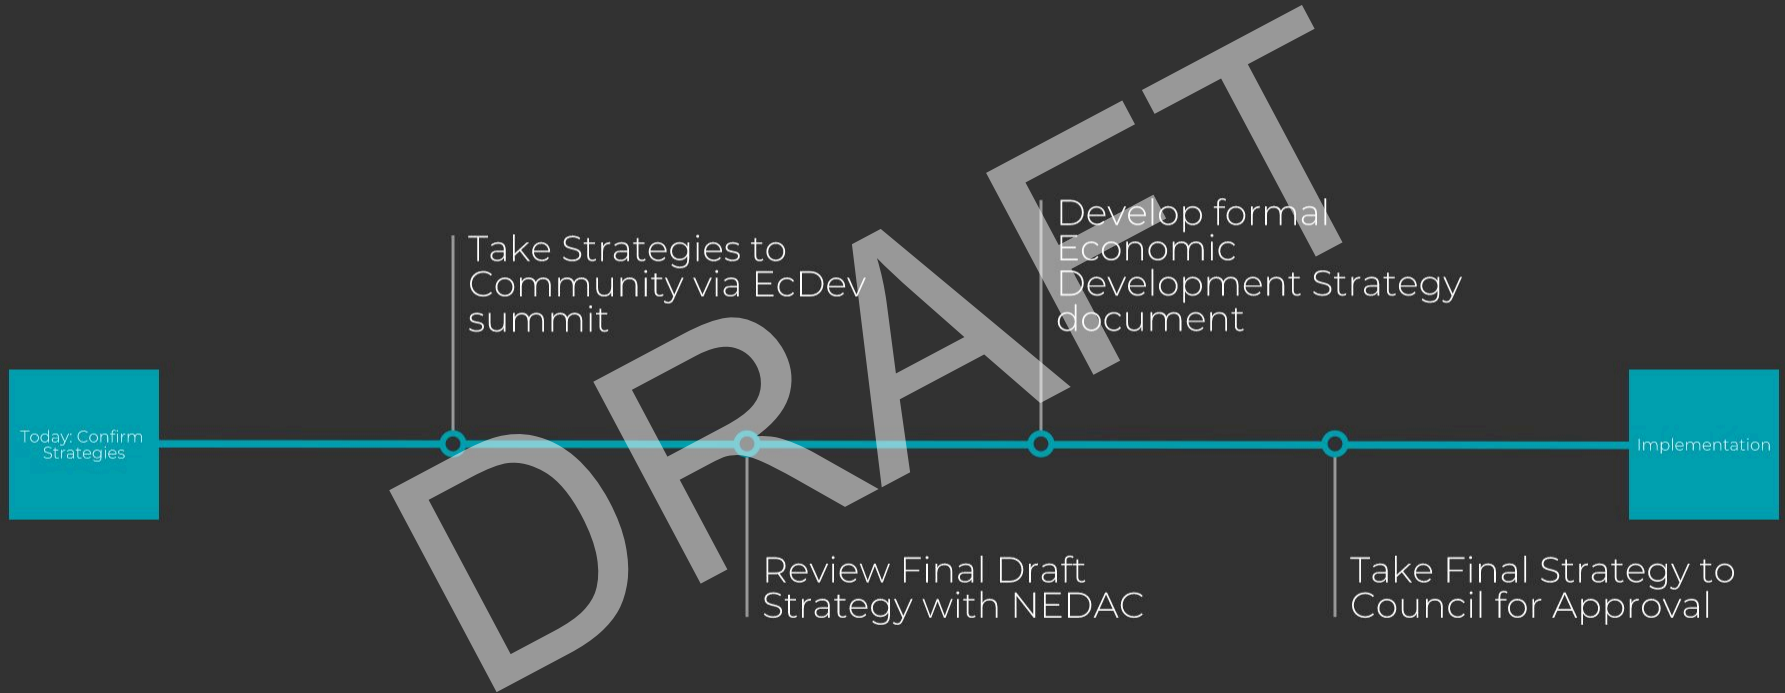 Today: Confirm
Strategies
Take Strategies to
Community via EcDev
summit
Review Final Draft
Strategy with NEDAC
Develop formal
Economic
Development Strategy
document
Take Final Strategy to
Council for Approval
Implementation
DRAFT